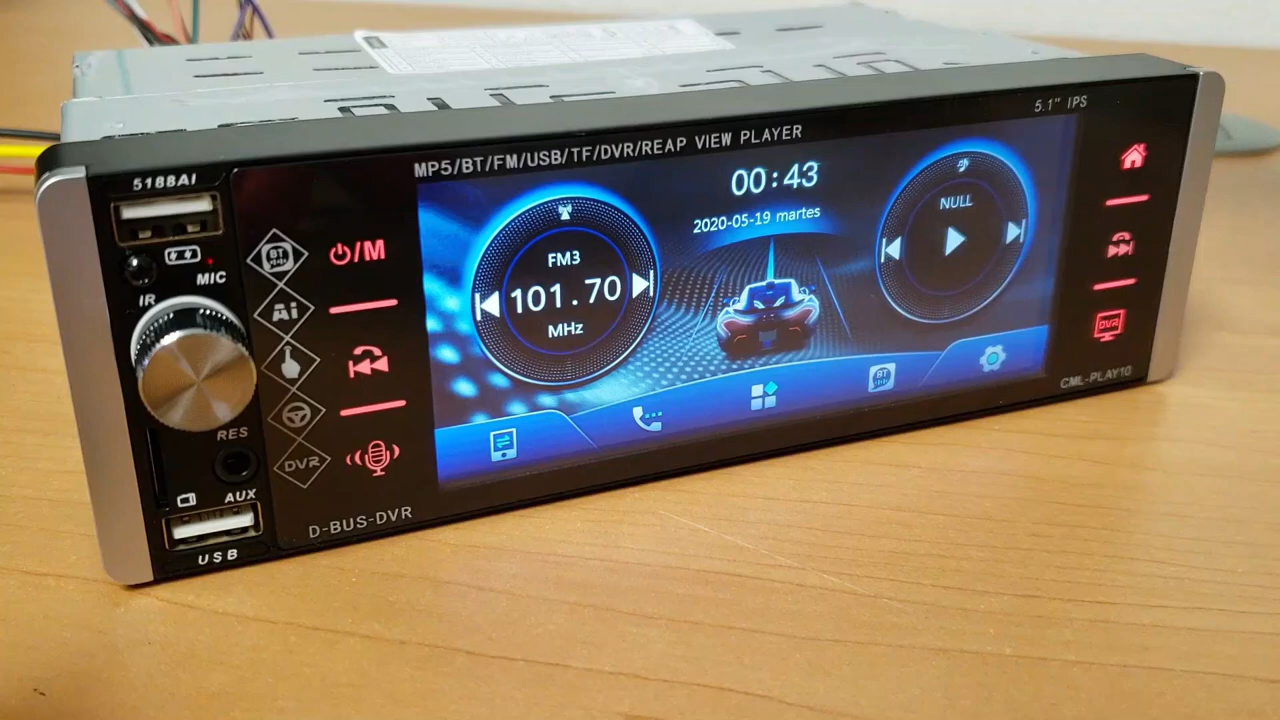 MP5/BT/FM/USB/TF/DVR/REAP VIEW PLAYER
5.1" IPS
5188AI
MIC
IR
RES
AUX
USB
BT
Ai
DVR
D-BUS-DVR
⏻/M
FM3
101.70
MHz
00:43
2020-05-19 martes
NULL
BT
DVR
CML-PLAY10